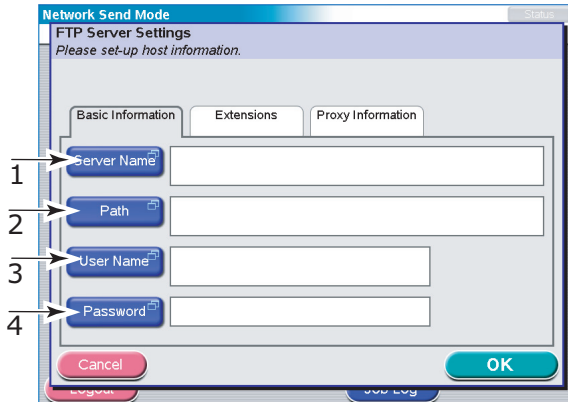 Network Send Mode
Status
FTP Server Settings
Please set-up host information.
Basic Information
Extensions
Proxy Information
1
Server Name
2
Path
3
User Name
4
Password
Cancel
OK
Logout
Job Log